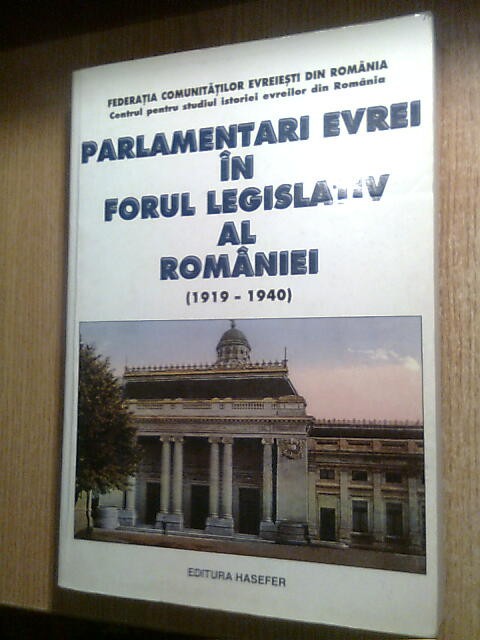 FEDERAȚIA COMUNITĂȚILOR EVREIEȘTI DIN ROMÂNIA
Centrul pentru studiul istoriei evreilor din România
PARLAMENTARI EVREI
ÎN
FORUL LEGISLATIV
AL
ROMÂNIEI
(1919 - 1940)
EDITURA HASEFER